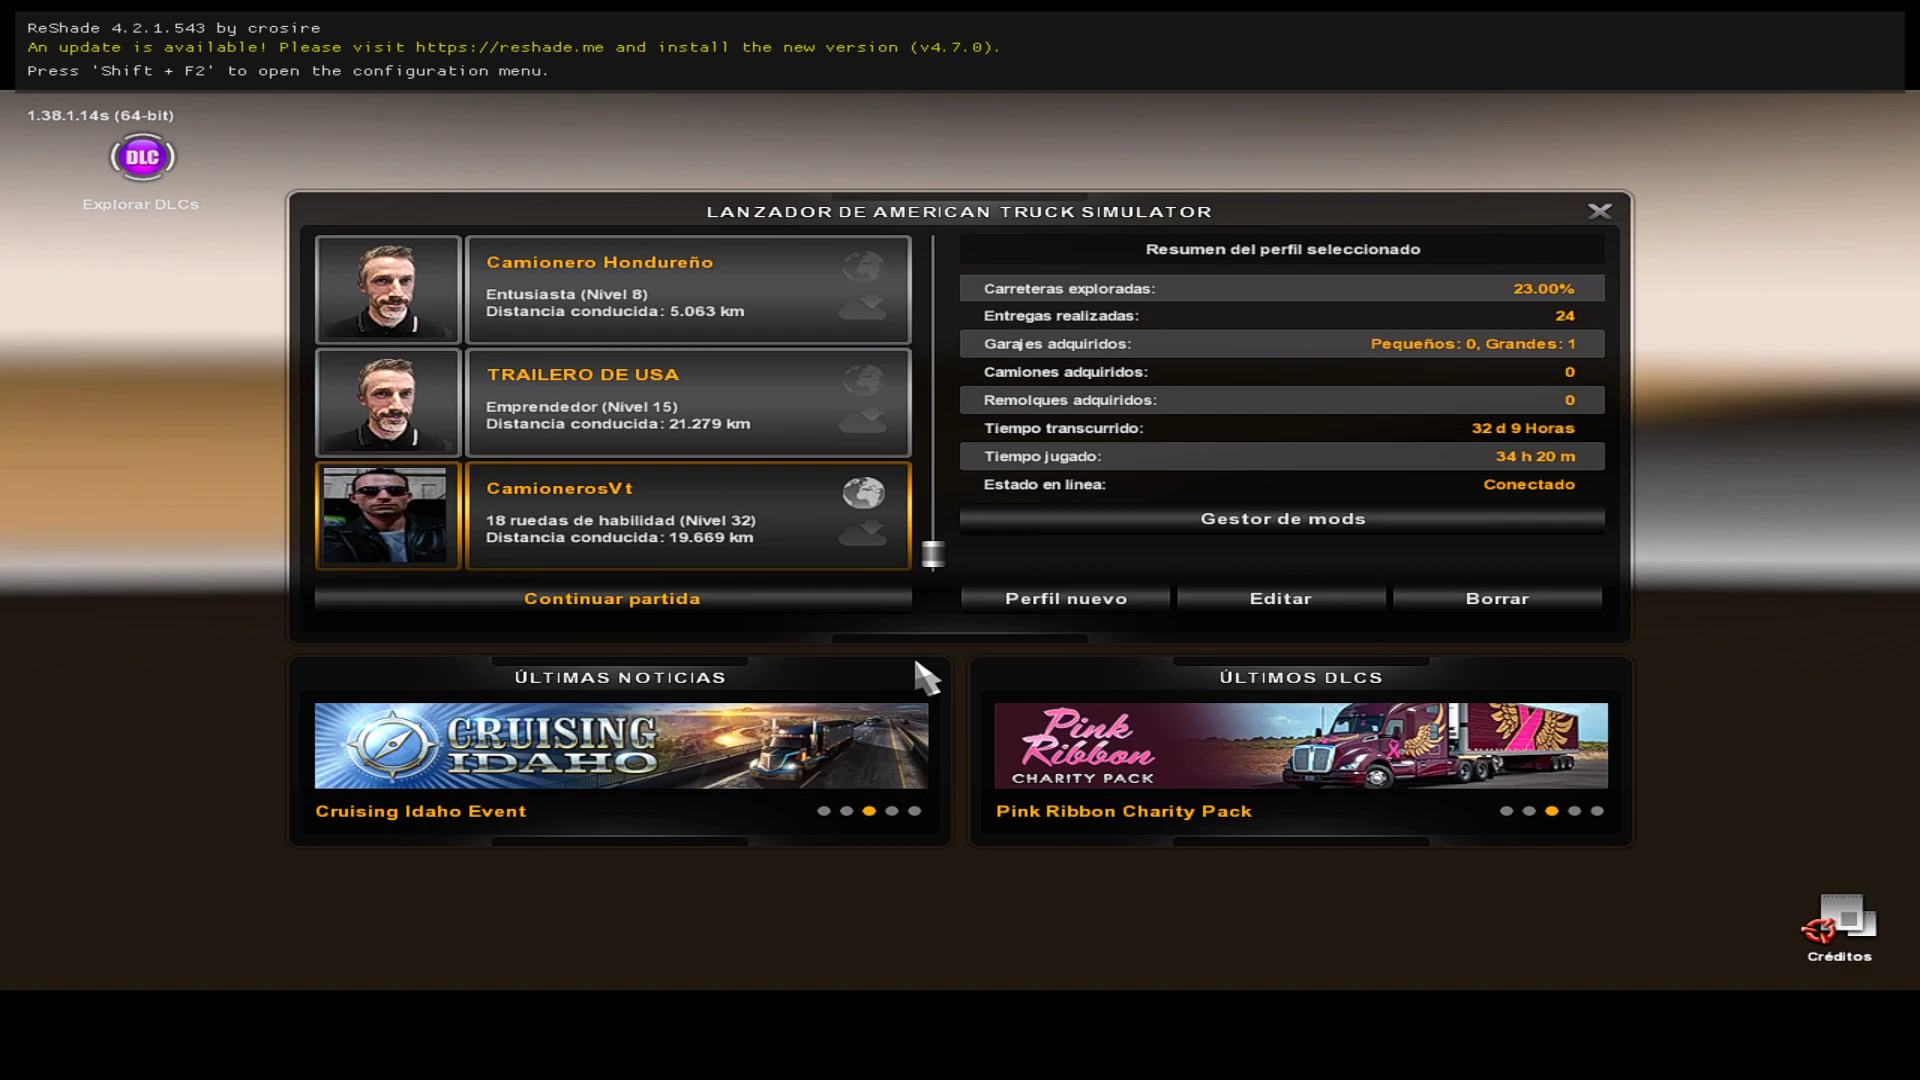 ReShade 4.2.1.543 by crosire
An update is available! Please visit https://reshade.me and install the new version (v4.7.0).
Press 'Shift + F2' to open the configuration menu.
1.38.1.14s (64-bit)
DLC
Explorar DLCs
LANZADOR DE AMERICAN TRUCK SIMULATOR
Camionero Hondureño
Entusiasta (Nivel 8)
Distancia conducida: 5.063 km
TRAILERO DE USA
Emprendedor (Nivel 15)
Distancia conducida: 21.279 km
CamionerosVt
18 ruedas de habilidad (Nivel 32)
Distancia conducida: 19.669 km
Continuar partida
Resumen del perfil seleccionado
Carreteras exploradas: 23.00%
Entregas realizadas: 24
Garajes adquiridos: Pequeños: 0, Grandes: 1
Camiones adquiridos: 0
Remolques adquiridos: 0
Tiempo transcurrido: 32 d 9 Horas
Tiempo jugado: 34 h 20 m
Estado en línea: Conectado
Gestor de mods
Perfil nuevo Editar Borrar
ÚLTIMAS NOTICIAS
CRUISING
IDAHO
Cruising Idaho Event
ÚLTIMOS DLCS
Pink
Ribbon
CHARITY PACK
Pink Ribbon Charity Pack
Créditos